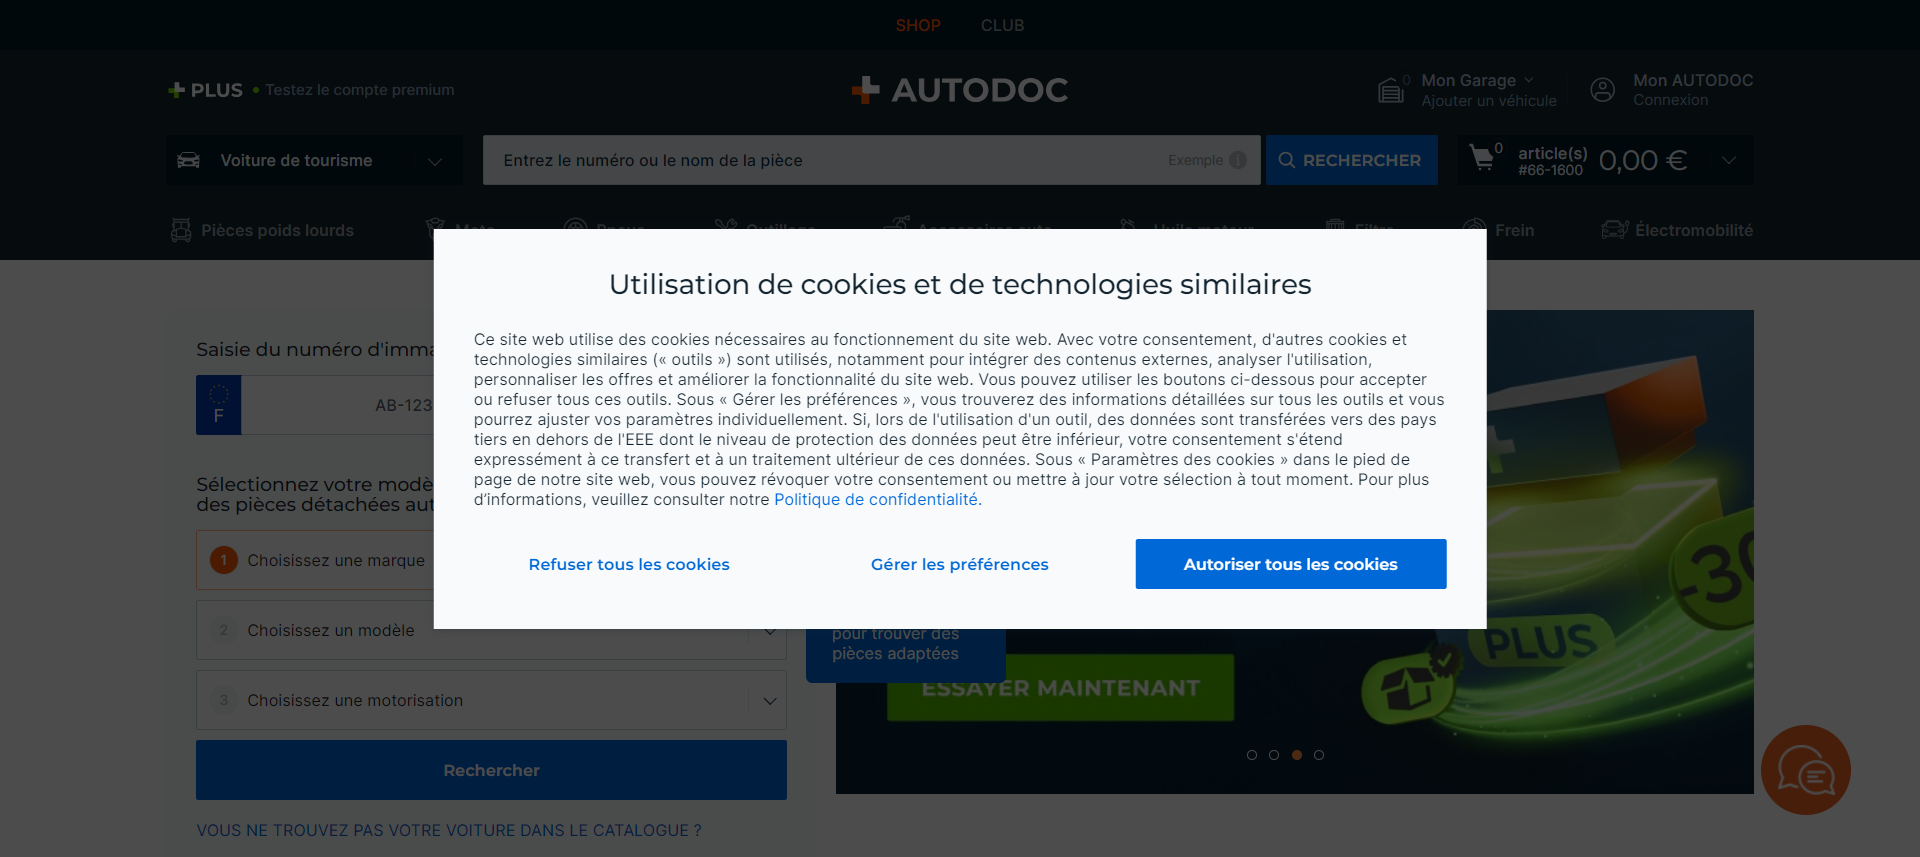 SHOP
CLUB
PLUS
Testez le compte premium
AUTODOC
0
Mon Garage
Ajouter un véhicule
Mon AUTODOC
Connexion
Voiture de tourisme
Entrez le numéro ou le nom de la pièce
Exemple
RECHERCHER
0
article(s)
#66-1600
0,00 €
Pièces poids lourds
Moto
Pneus
Outillage
Accessoires auto
Huile moteur
Filtre
Frein
Électromobilité
Utilisation de cookies et de technologies similaires
Ce site web utilise des cookies nécessaires au fonctionnement du site web. Avec votre consentement, d'autres cookies et
technologies similaires (« outils ») sont utilisés, notamment pour intégrer des contenus externes, analyser l'utilisation,
personnaliser les offres et améliorer la fonctionnalité du site web. Vous pouvez utiliser les boutons ci-dessous pour accepter
ou refuser tous ces outils. Sous « Gérer les préférences », vous trouverez des informations détaillées sur tous les outils et vous
pourrez ajuster vos paramètres individuellement. Si, lors de l'utilisation d'un outil, des données sont transférées vers des pays
tiers en dehors de l'EEE dont le niveau de protection des données peut être inférieur, votre consentement s'étend
expressément à ce transfert et à un traitement ultérieur de ces données. Sous « Paramètres des cookies » dans le pied de
page de notre site web, vous pouvez révoquer votre consentement ou mettre à jour votre sélection à tout moment. Pour plus
d’informations, veuillez consulter notre Politique de confidentialité.
Refuser tous les cookies
Gérer les préférences
Autoriser tous les cookies
Saisie du numéro d'imma
F
AB-123
Sélectionnez votre modè
des pièces détachées aut
1
Choisissez une marque
2
Choisissez un modèle
3
Choisissez une motorisation
Rechercher
VOUS NE TROUVEZ PAS VOTRE VOITURE DANS LE CATALOGUE ?
pour trouver des
pièces adaptées
ESSAYER MAINTENANT
-30
PLUS